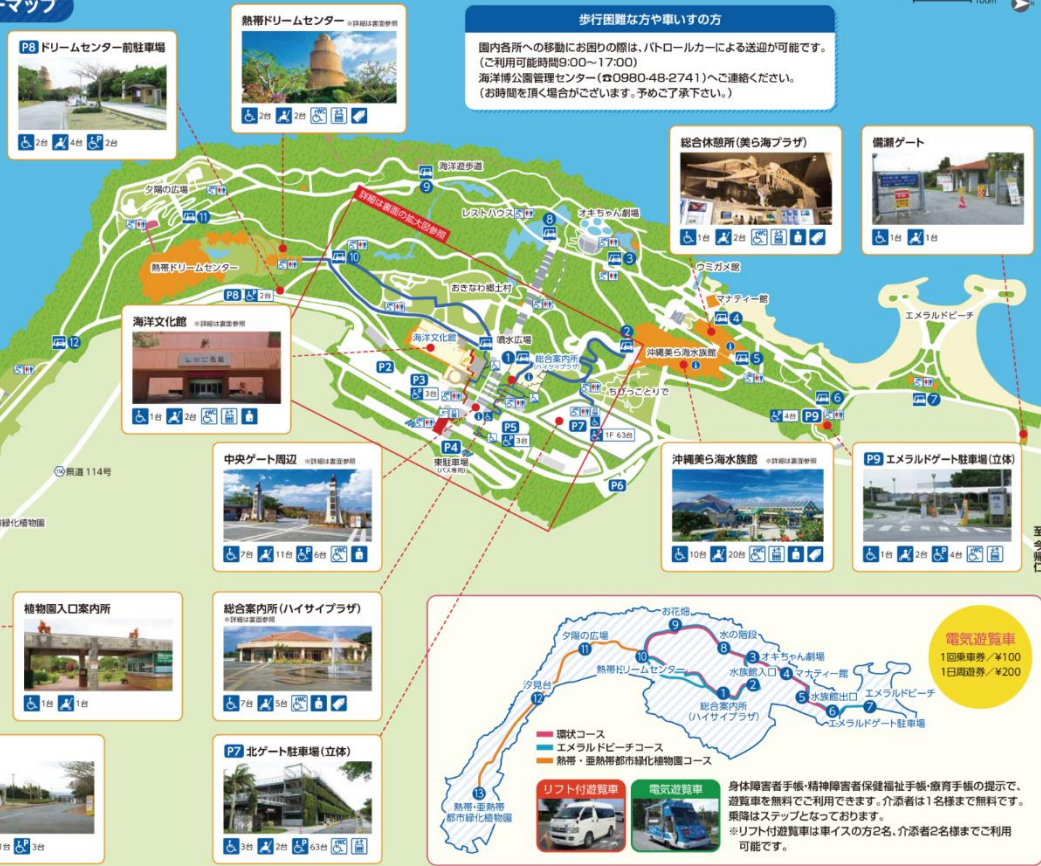 マップ
100m
P8 ドリームセンター前駐車場
2台 4台 2台
熱帯ドリームセンター ※詳細は裏面参照
2台 2台
歩行困難な方や車いすの方
園内各所への移動にお困りの際は、パトロールカーによる送迎が可能です。
(ご利用可能時間9:00〜17:00)
海洋博公園管理センター(☎0980-48-2741)へご連絡ください。
(お時間を頂く場合がございます。予めご了承下さい。)
総合休憩所(美ら海プラザ)
1台 2台
備瀬ゲート
1台 1台
海洋遊歩道
9
夕陽の広場
11
詳細は裏面の拡大図参照
レストハウス
8
オキちゃん劇場
3
熱帯ドリームセンター
10
ウミガメ館
マナティー館
4
エメラルドビーチ
おきなわ郷土村
P8 2台
12
海洋文化館 ※詳細は裏面参照
1台 2台
海洋文化館
噴水広場
1
総合案内所
(ハイサイプラザ)
2
沖縄美ら海水族館
5
6
7
P2
P3
3台
ちびっことりで
4台 P9
P5
3台
P7
1F 63台
P4
東駐車場
(バス専用)
P6
114 県道 114号
市緑化植物園
中央ゲート周辺 ※詳細は裏面参照
7台 11台 6台
沖縄美ら海水族館 ※詳細は裏面参照
10台 20台
P9 エメラルドゲート駐車場(立体)
1台 2台 4台
至
今帰仁
植物園入口案内所
1台 1台
総合案内所(ハイサイプラザ)
※詳細は裏面参照
7台 5台
台 3台
P7 北ゲート駐車場(立体)
3台 2台 63台
お花畑
9
夕陽の広場
11
水の階段
8
10
熱帯ドリームセンター
3 オキちゃん劇場
水族館入口
2
4 マナティー館
汐見台
12
1
総合案内所
(ハイサイプラザ)
5 水族館出口
6
7
エメラルドビーチ
エメラルドゲート駐車場
13
熱帯・亜熱帯
都市緑化植物園
環状コース
エメラルドビーチコース
熱帯・亜熱帯都市緑化植物園コース
電気遊覧車
1回乗車券/¥100
1日周遊券/¥200
リフト付遊覧車
電気遊覧車
身体障害者手帳・精神障害者保健福祉手帳・療育手帳の提示で、
遊覧車を無料でご利用できます。介添者は1名様まで無料です。
乗降はステップとなっております。
※リフト付遊覧車は車イスの方2名、介添者2名様までご利用
可能です。